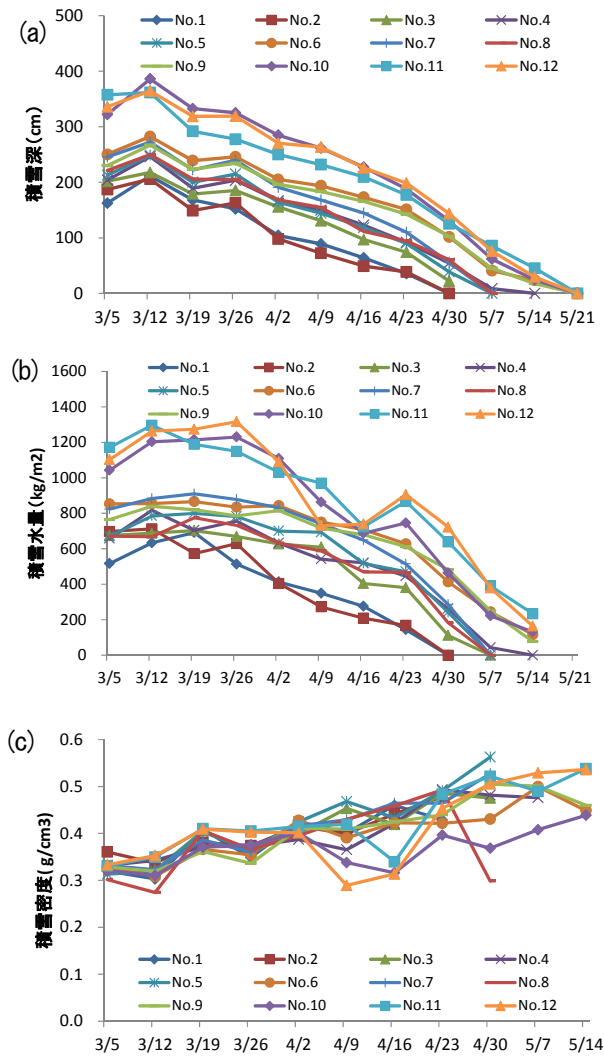 (a)
No.1 No.2 No.3 No.4
No.5 No.6 No.7 No.8
No.9 No.10 No.11 No.12
積雪深(cm)
500
400
300
200
100
0
3/5 3/12 3/19 3/26 4/2 4/9 4/16 4/23 4/30 5/7 5/14 5/21
(b)
No.1 No.2 No.3 No.4
No.5 No.6 No.7 No.8
No.9 No.10 No.11 No.12
積雪水量(kg/m2)
1600
1400
1200
1000
800
600
400
200
0
3/5 3/12 3/19 3/26 4/2 4/9 4/16 4/23 4/30 5/7 5/14 5/21
(c)
積雪密度(g/cm3)
0.6
0.5
0.4
0.3
0.2
0.1
0.0
No.1 No.2 No.3 No.4
No.5 No.6 No.7 No.8
No.9 No.10 No.11 No.12
3/5 3/12 3/19 3/26 4/2 4/9 4/16 4/23 4/30 5/7 5/14